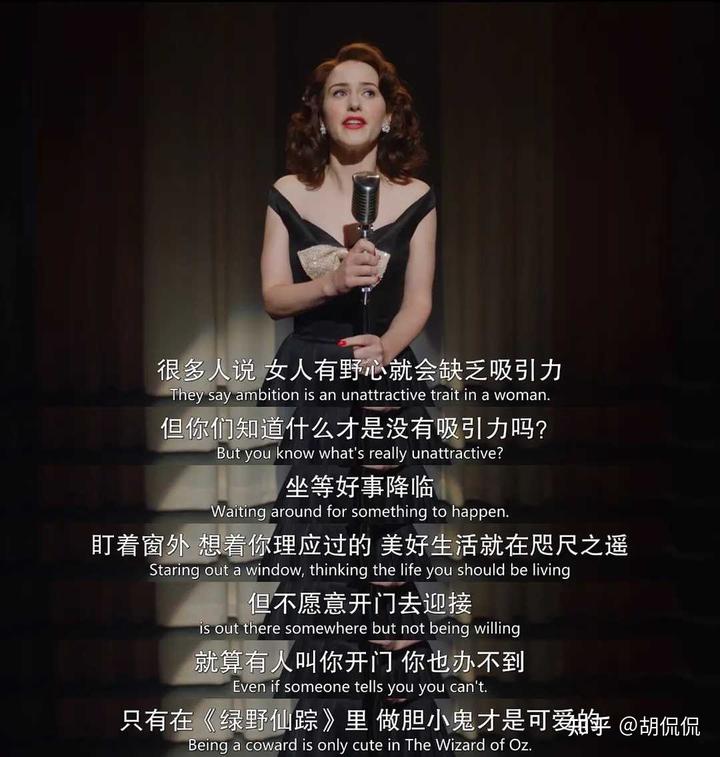 很多人说 女人有野心就会缺乏吸引力
They say ambition is an unattractive trait in a woman.
但你们知道什么才是没有吸引力吗?
But you know what's really unattractive?
坐等好事降临
Waiting around for something to happen.
盯着窗外 想着你理应过的 美好生活就在咫尺之遥
Staring out a window, thinking the life you should be living
但不愿意开门去迎接
is out there somewhere but not being willing
就算有人叫你开门 你也办不到
Even if someone tells you you can't.
只有在《绿野仙踪》里 做胆小鬼才是可爱的
Being a coward is only cute in The Wizard of Oz.
知乎 @胡侃侃